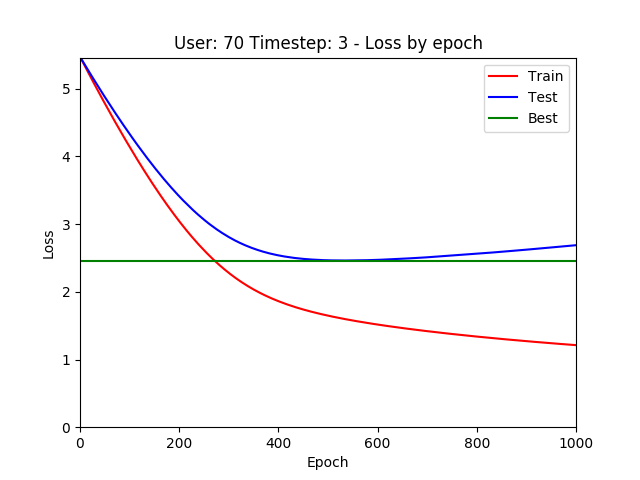 User: 70 Timestep: 3 - Loss by epoch
Train
Test
Best
Loss
5
4
3
2
1
0
0 200 400 600 800 1000
Epoch